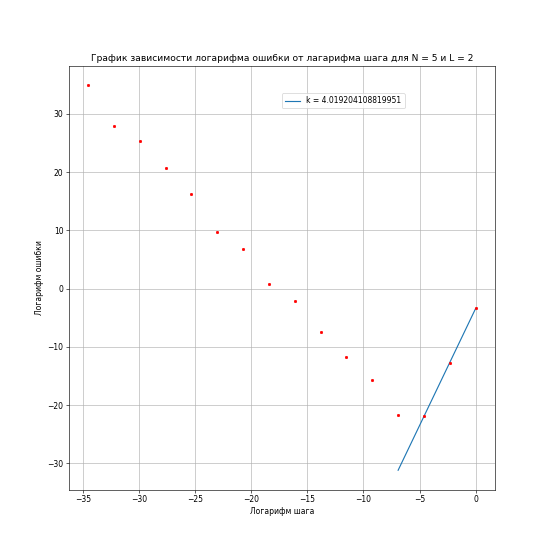 График зависимости логарифма ошибки от лагарифма шага для N = 5 и L = 2
k = 4.019204108819951
Логарифм ошибки
30
20
10
0
−10
−20
−30
−35 −30 −25 −20 −15 −10 −5 0
Логарифм шага